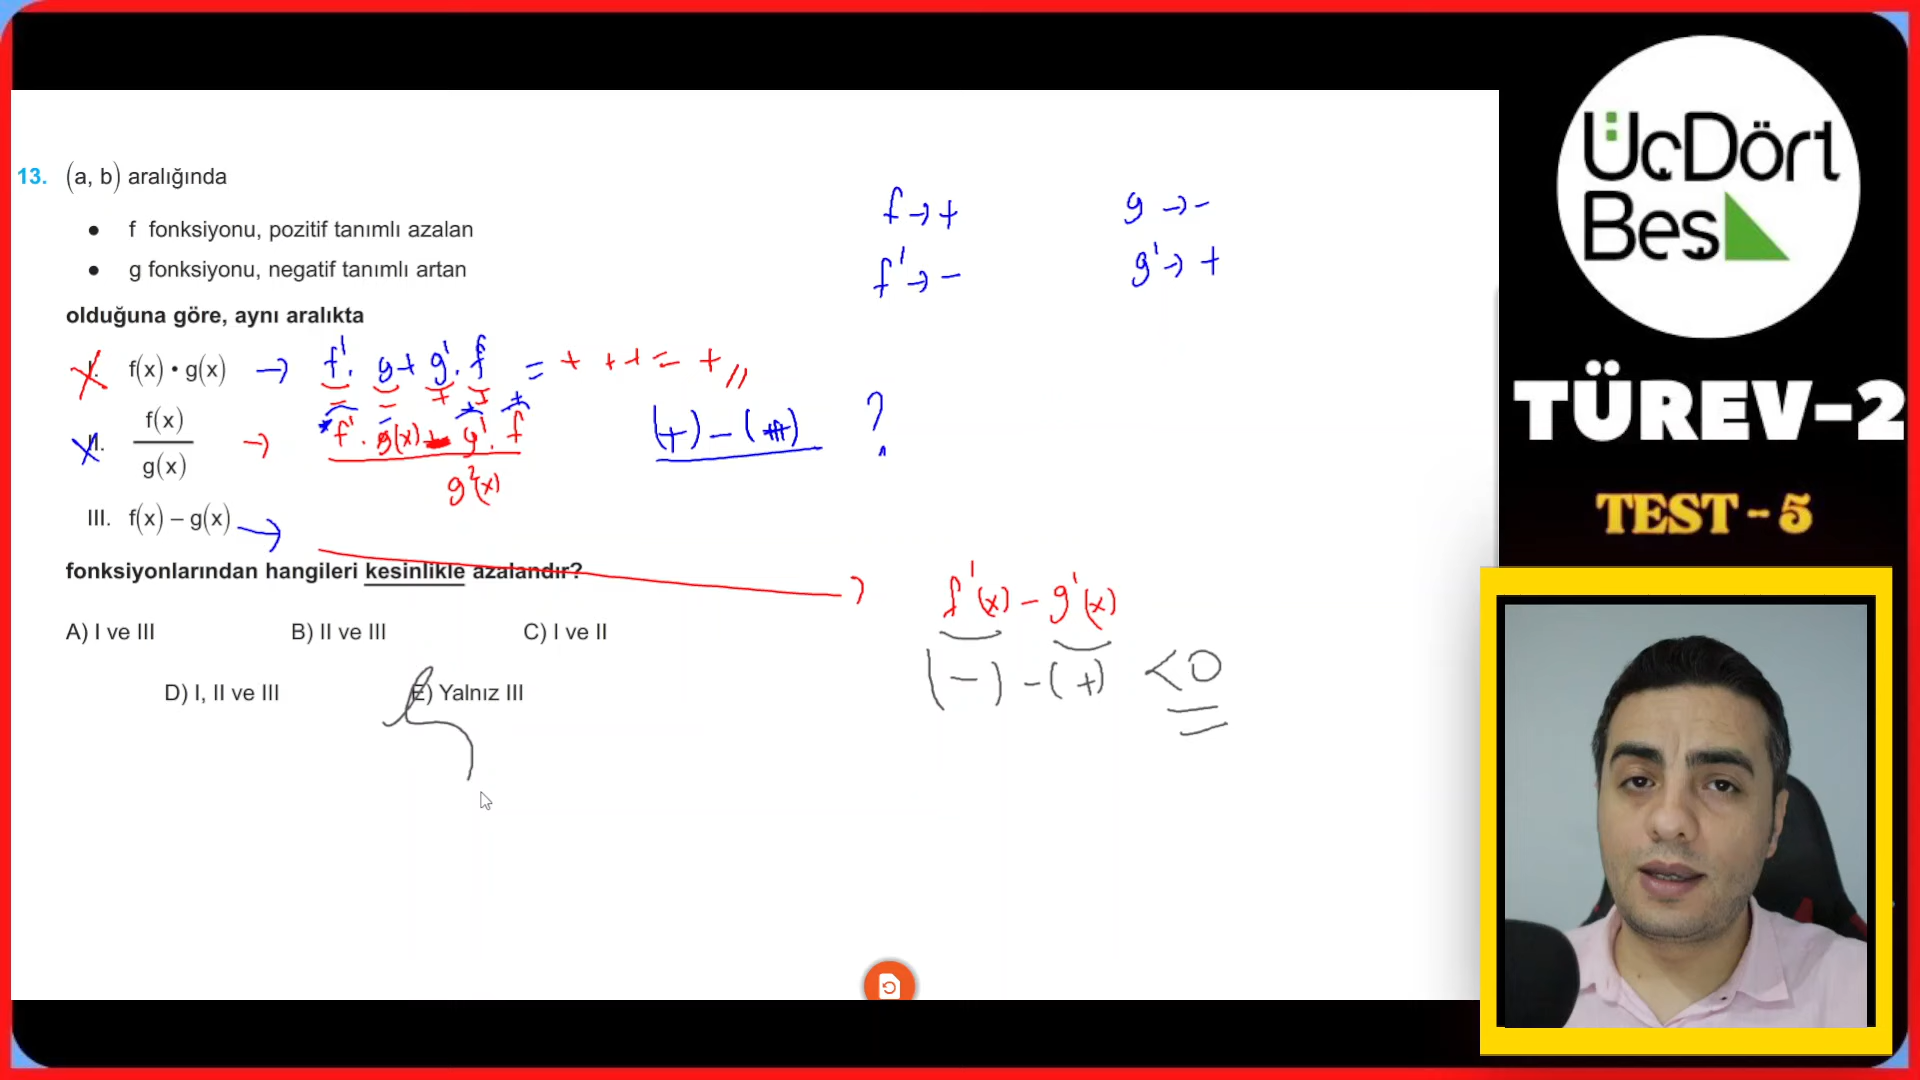 13. (a, b) aralığında
• f fonksiyonu, pozitif tanımlı azalan
• g fonksiyonu, negatif tanımlı artan
olduğuna göre, aynı aralıkta
f → +
g → -
f' → -
g' → +
I. f(x) • g(x) → f' . g + g' . f = + + + = +
II. f(x) / g(x) → f' . g(x) - g' . f / g²(x)
(+) - (+) ?
III. f(x) – g(x) →
fonksiyonlarından hangileri kesinlikle azalandır?
f'(x) - g'(x)
(-) - (+) < 0
A) I ve III
B) II ve III
C) I ve II
D) I, II ve III
E) Yalnız III
ÜçDört
Beş
TÜREV-2
TEST - 5